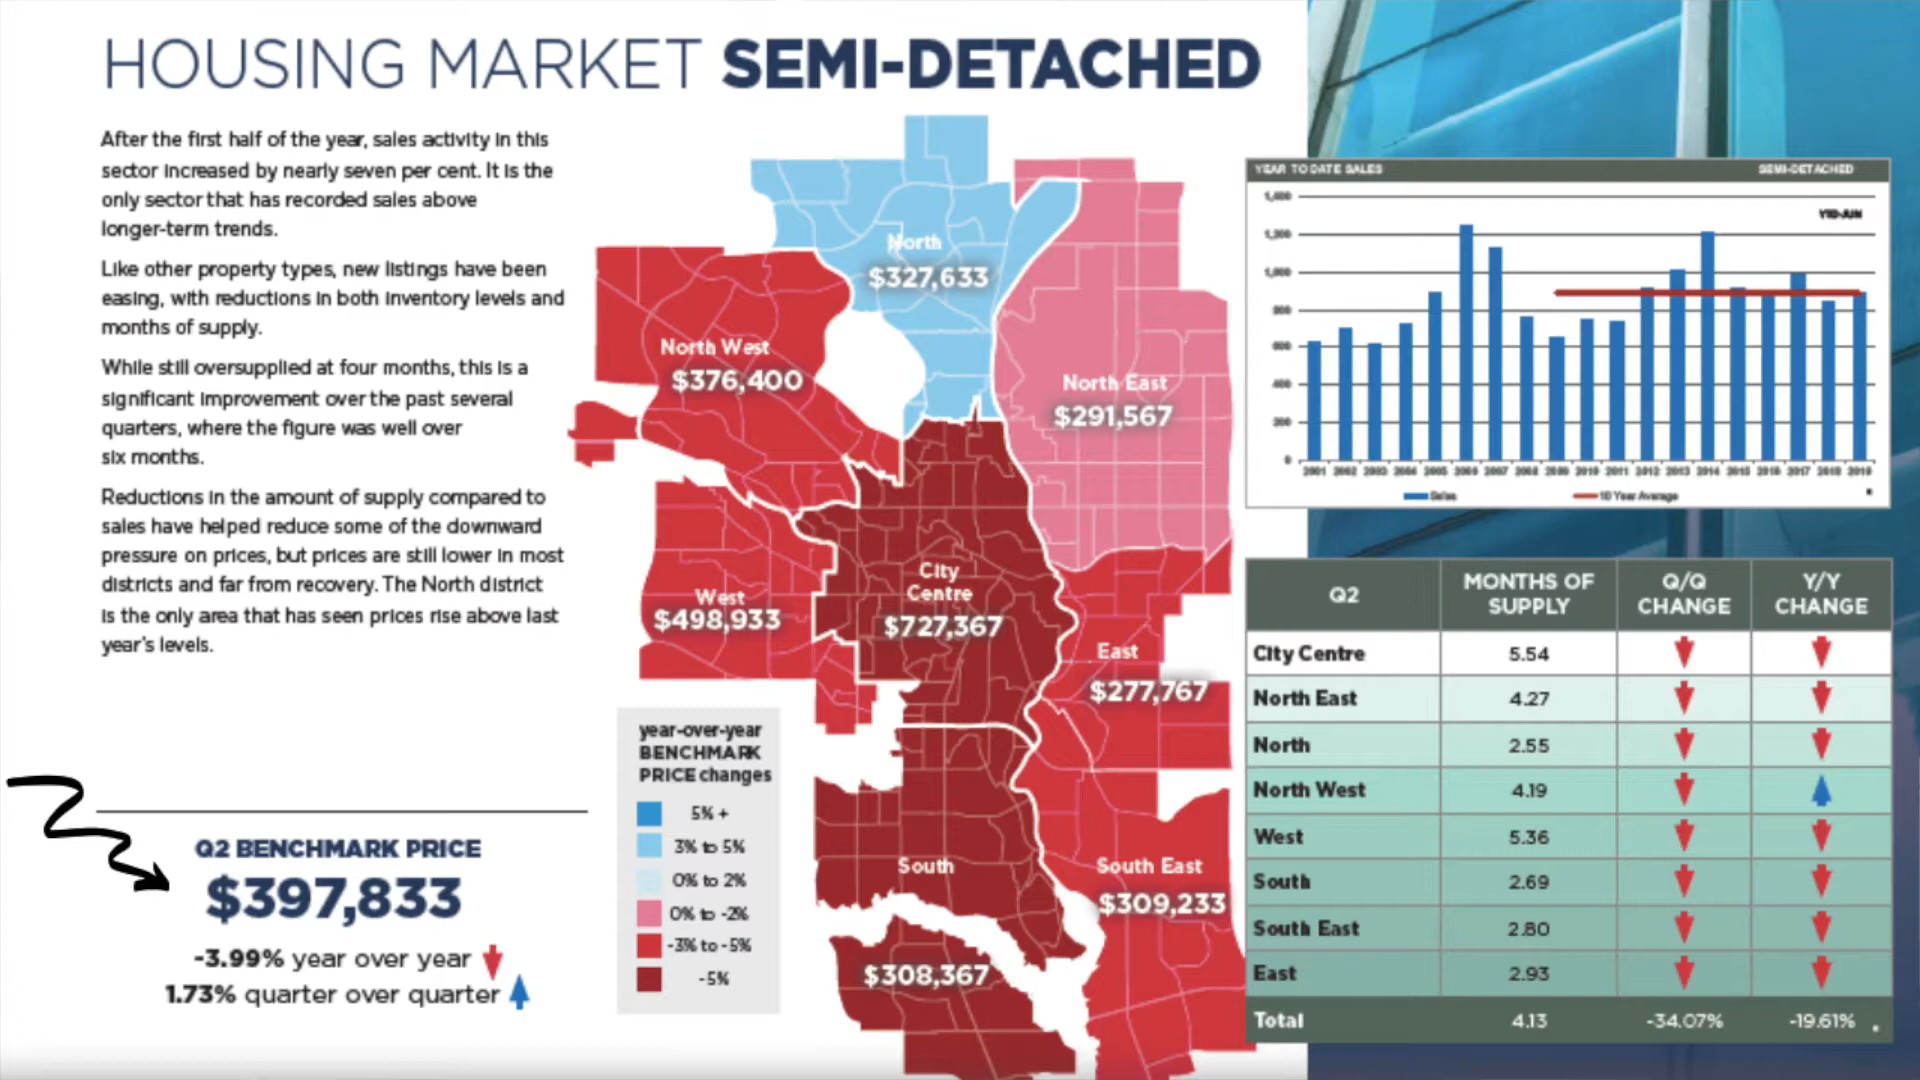 HOUSING MARKET SEMI-DETACHED
After the first half of the year, sales activity in this
sector increased by nearly seven per cent. It is the
only sector that has recorded sales above
longer-term trends.
Like other property types, new listings have been
easing, with reductions in both inventory levels and
months of supply.
While still oversupplied at four months, this is a
significant improvement over the past several
quarters, where the figure was well over
six months.
Reductions in the amount of supply compared to
sales have helped reduce some of the downward
pressure on prices, but prices are still lower in most
districts and far from recovery. The North district
is the only area that has seen prices rise above last
year's levels.
Q2 BENCHMARK PRICE
$397,833
-3.99% year over year
1.73% quarter over quarter
North
$327,633
North West
$376,400
North East
$291,567
City
Centre
$727,367
West
$498,933
East
$277,767
South
$308,367
South East
$309,233
year-over-year
BENCHMARK
PRICE changes
5% +
3% to 5%
0% to 2%
0% to -2%
-3% to -5%
-5%
YEAR TO DATE SALES SEMI-DETACHED
YTD-JUN
1,400
1,200
1,000
800
600
400
200
0
2001 2002 2003 2004 2005 2006 2007 2008 2009 2010 2011 2012 2013 2014 2015 2016 2017 2018 2019
Sales 10 Year Average
Q2 MONTHS OF SUPPLY Q/Q CHANGE Y/Y CHANGE
City Centre 5.54
North East 4.27
North 2.55
North West 4.19
West 5.36
South 2.69
South East 2.80
East 2.93
Total 4.13 -34.07% -19.61%